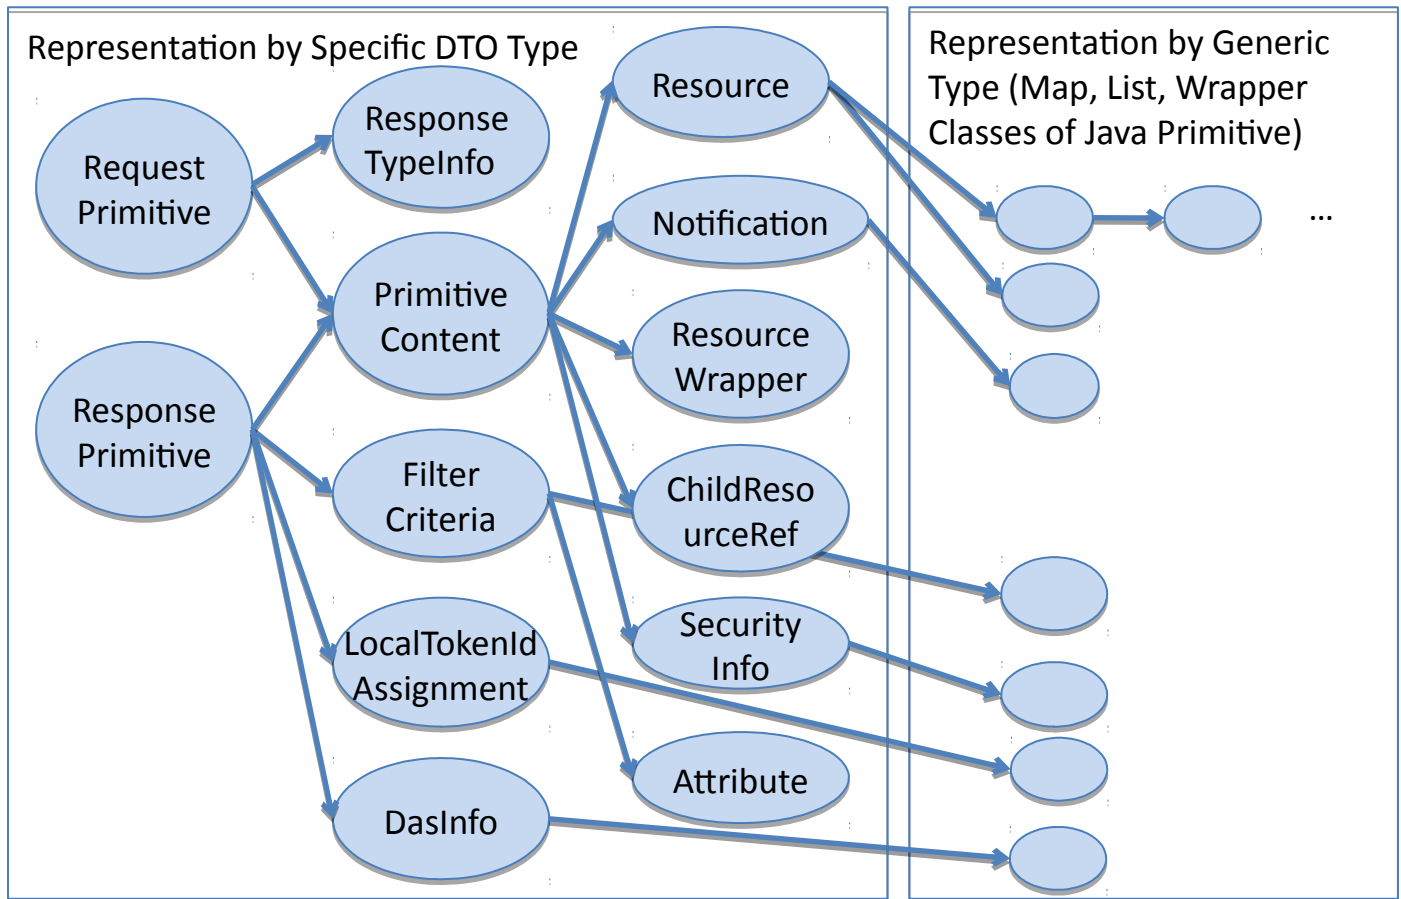 Representation by Specific DTO Type
Request
Primitive
Response
Primitive
Response
TypeInfo
Primitive
Content
Filter
Criteria
LocalTokenId
Assignment
DasInfo
Resource
Notification
Resource
Wrapper
ChildReso
urceRef
Security
Info
Attribute
Representation by Generic
Type (Map, List, Wrapper
Classes of Java Primitive)
...